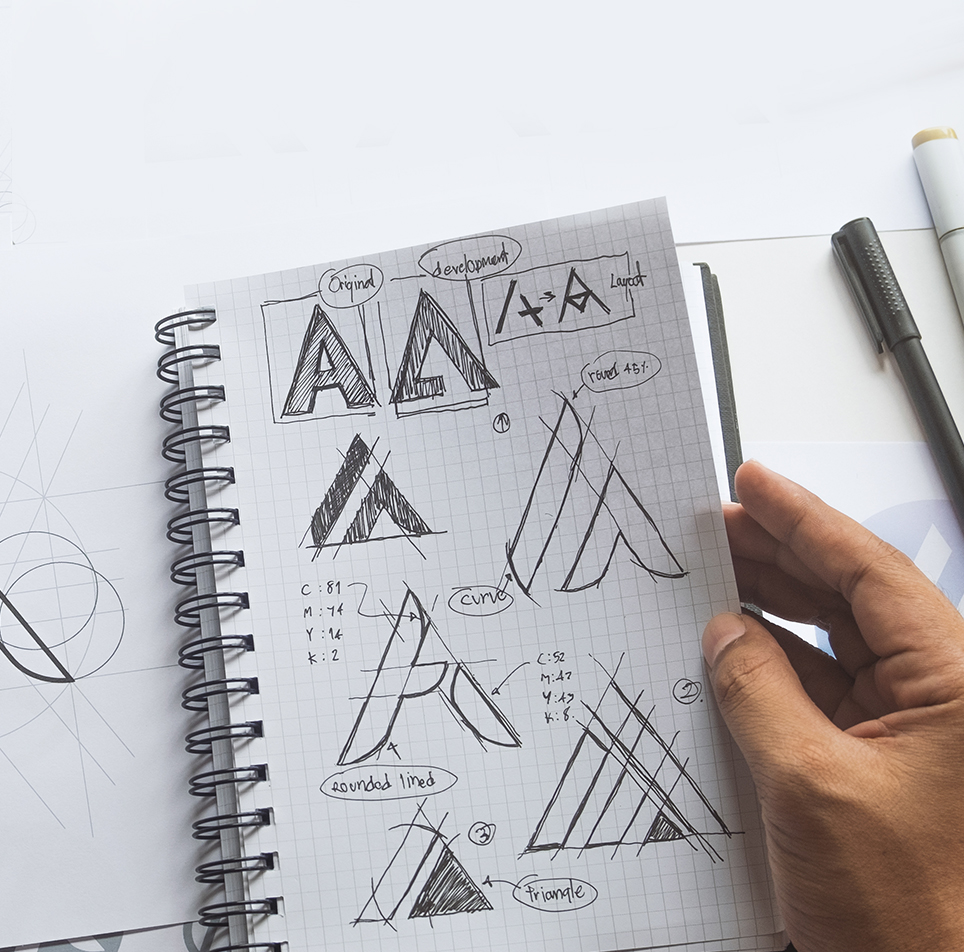 Original
development
Layout
round 45%
1
curve
C:81
M:74
Y:14
K:2
C:52
M:42
Y:43
K:8
2
rounded lined
3
triangle